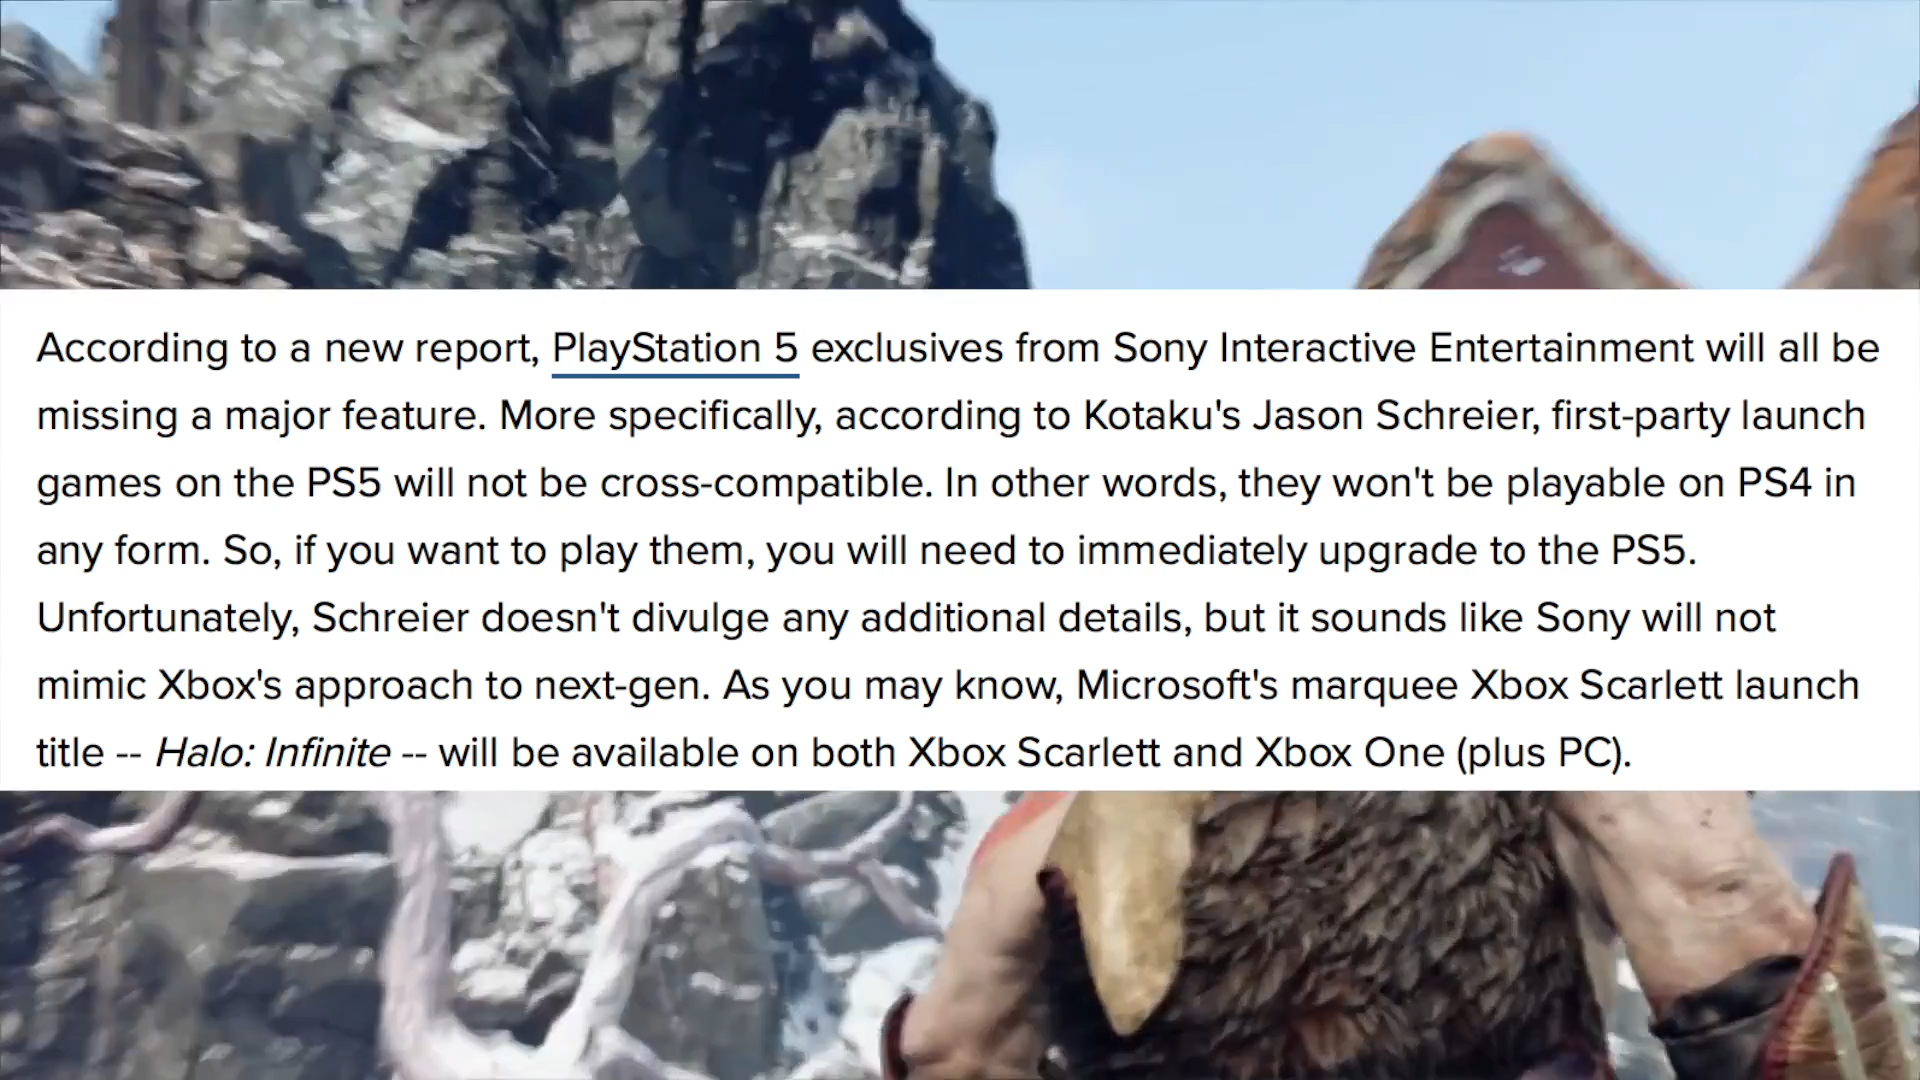 According to a new report, PlayStation 5 exclusives from Sony Interactive Entertainment will all be
missing a major feature. More specifically, according to Kotaku's Jason Schreier, first-party launch
games on the PS5 will not be cross-compatible. In other words, they won't be playable on PS4 in
any form. So, if you want to play them, you will need to immediately upgrade to the PS5.
Unfortunately, Schreier doesn't divulge any additional details, but it sounds like Sony will not
mimic Xbox's approach to next-gen. As you may know, Microsoft's marquee Xbox Scarlett launch
title -- Halo: Infinite -- will be available on both Xbox Scarlett and Xbox One (plus PC).